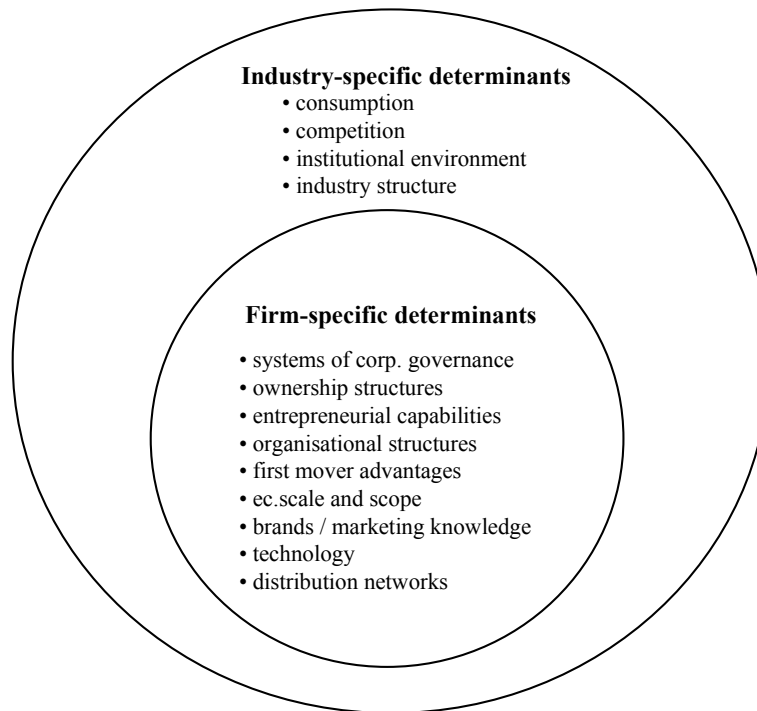 Industry-specific determinants
• consumption
• competition
• institutional environment
• industry structure
Firm-specific determinants
• systems of corp. governance
• ownership structures
• entrepreneurial capabilities
• organisational structures
• first mover advantages
• ec.scale and scope
• brands / marketing knowledge
• technology
• distribution networks